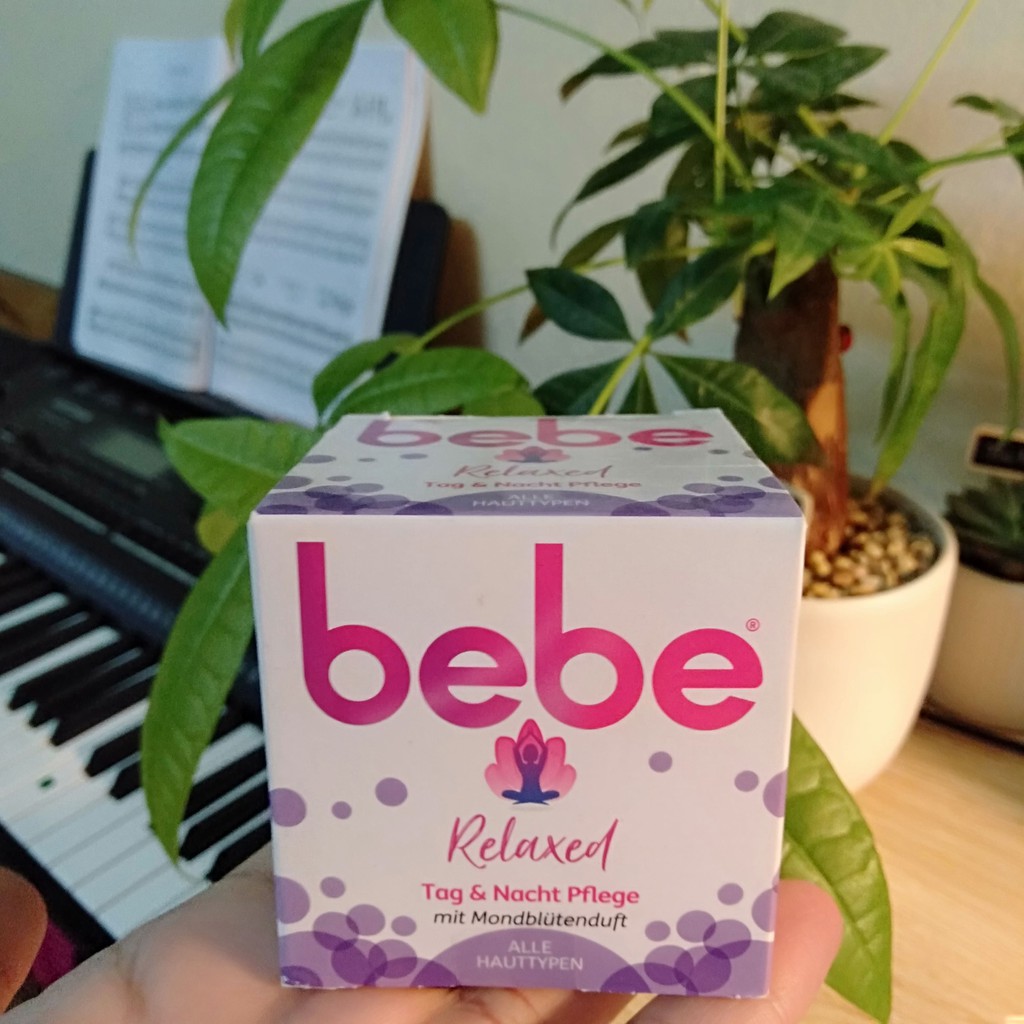 bebe
Relaxed
Tag & Nacht Pflege
ALLE
HAUTTYPEN
bebe®
Relaxed
Tag & Nacht Pflege
mit Mondblütenduft
ALLE
HAUTTYPEN